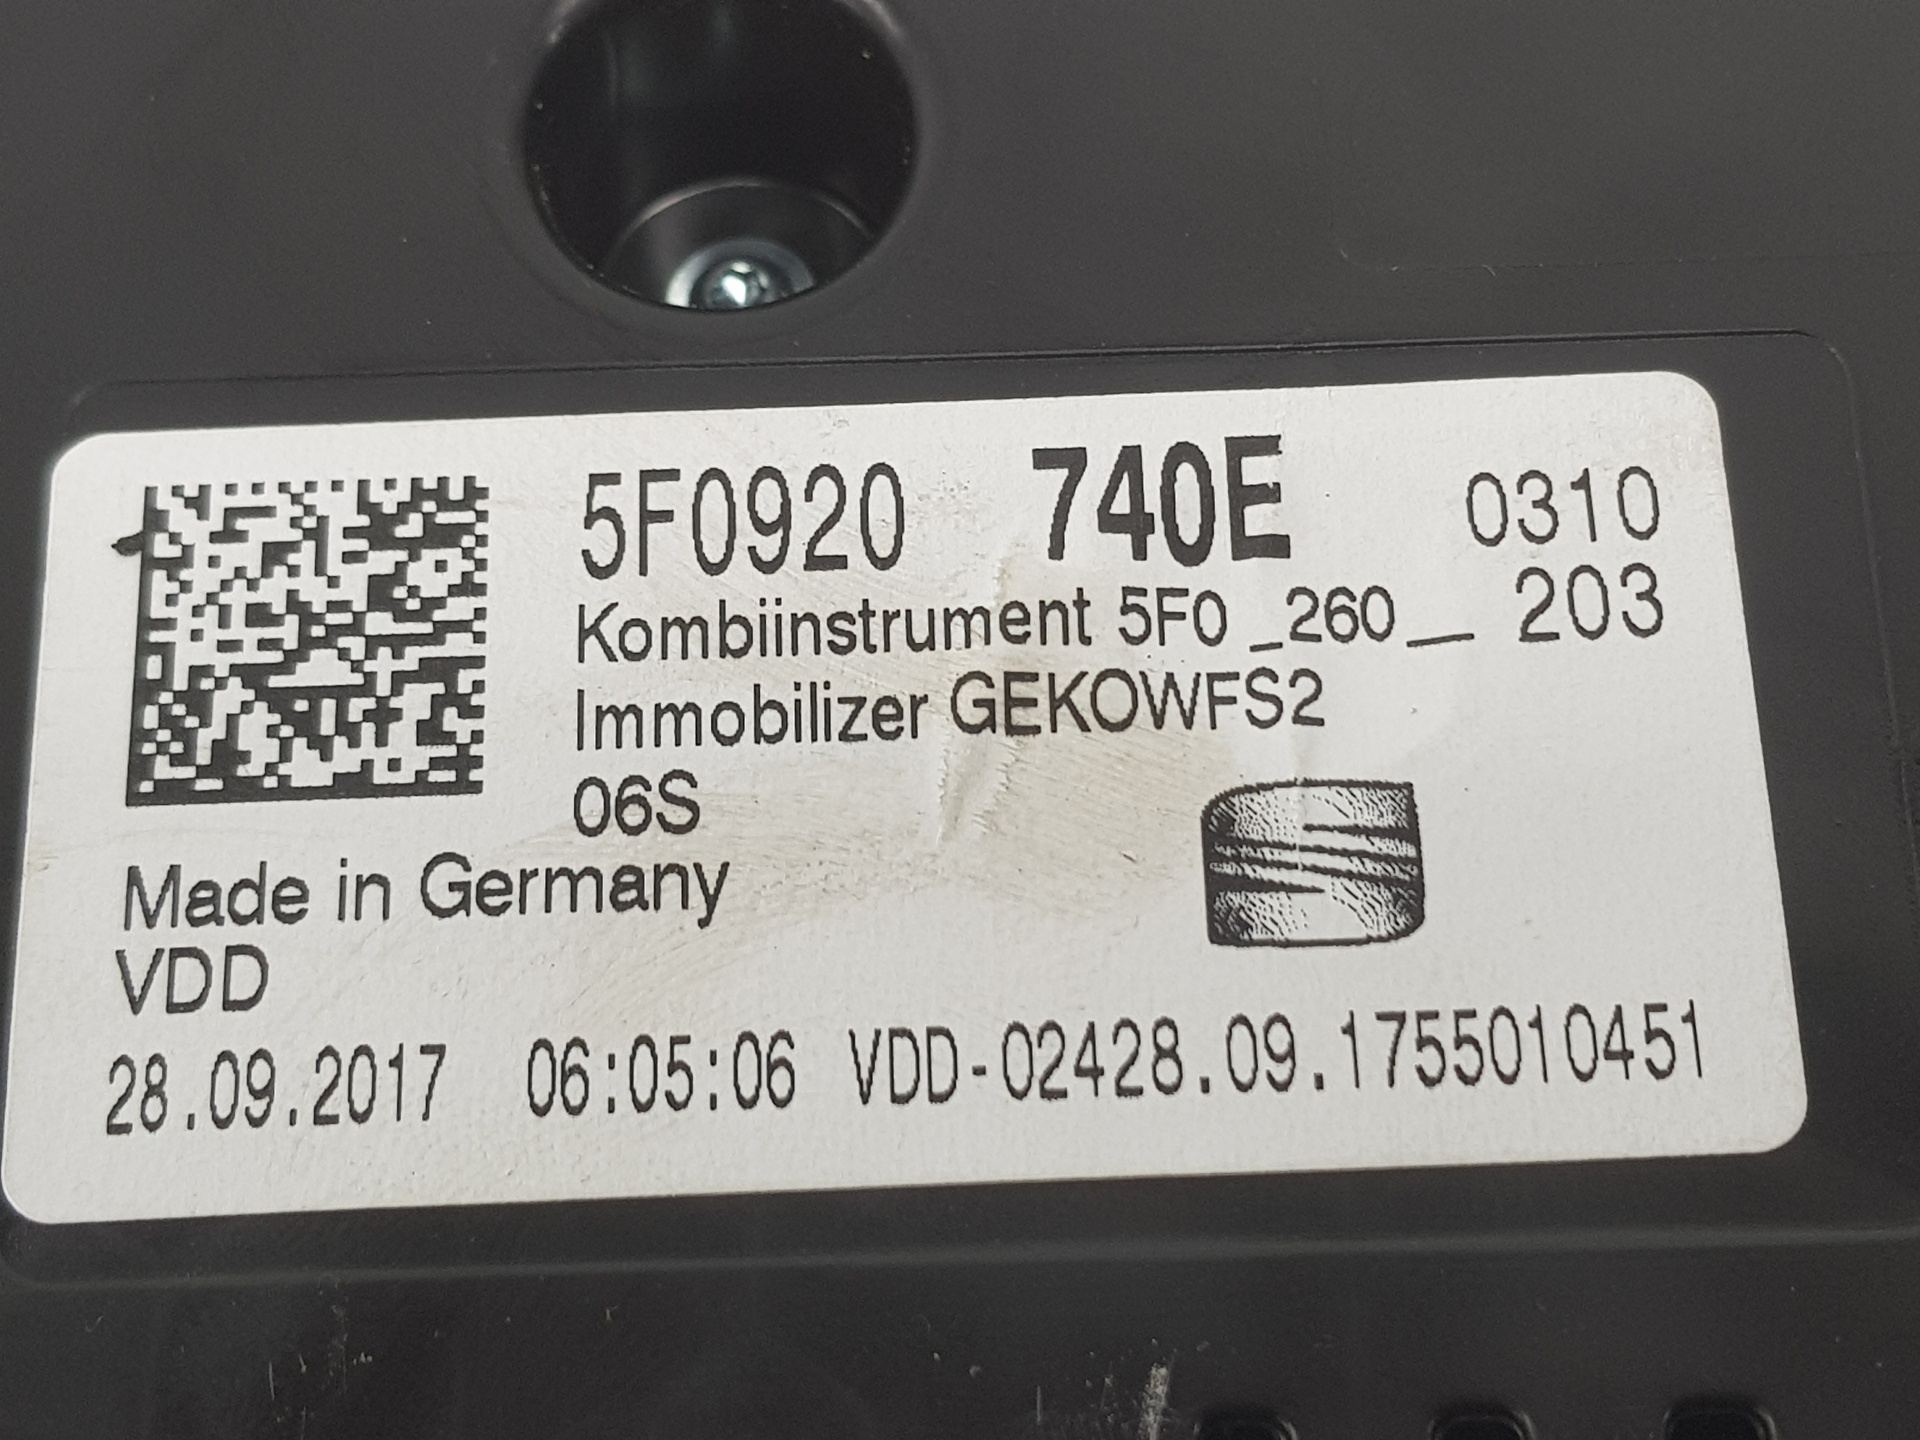 5F0920 740E 0310
Kombiinstrument 5F0 _260_ 203
Immobilizer GEKOWFS2
06S
Made in Germany
VDD
28.09.2017 06:05:06 VDD-02428.09.1755010451